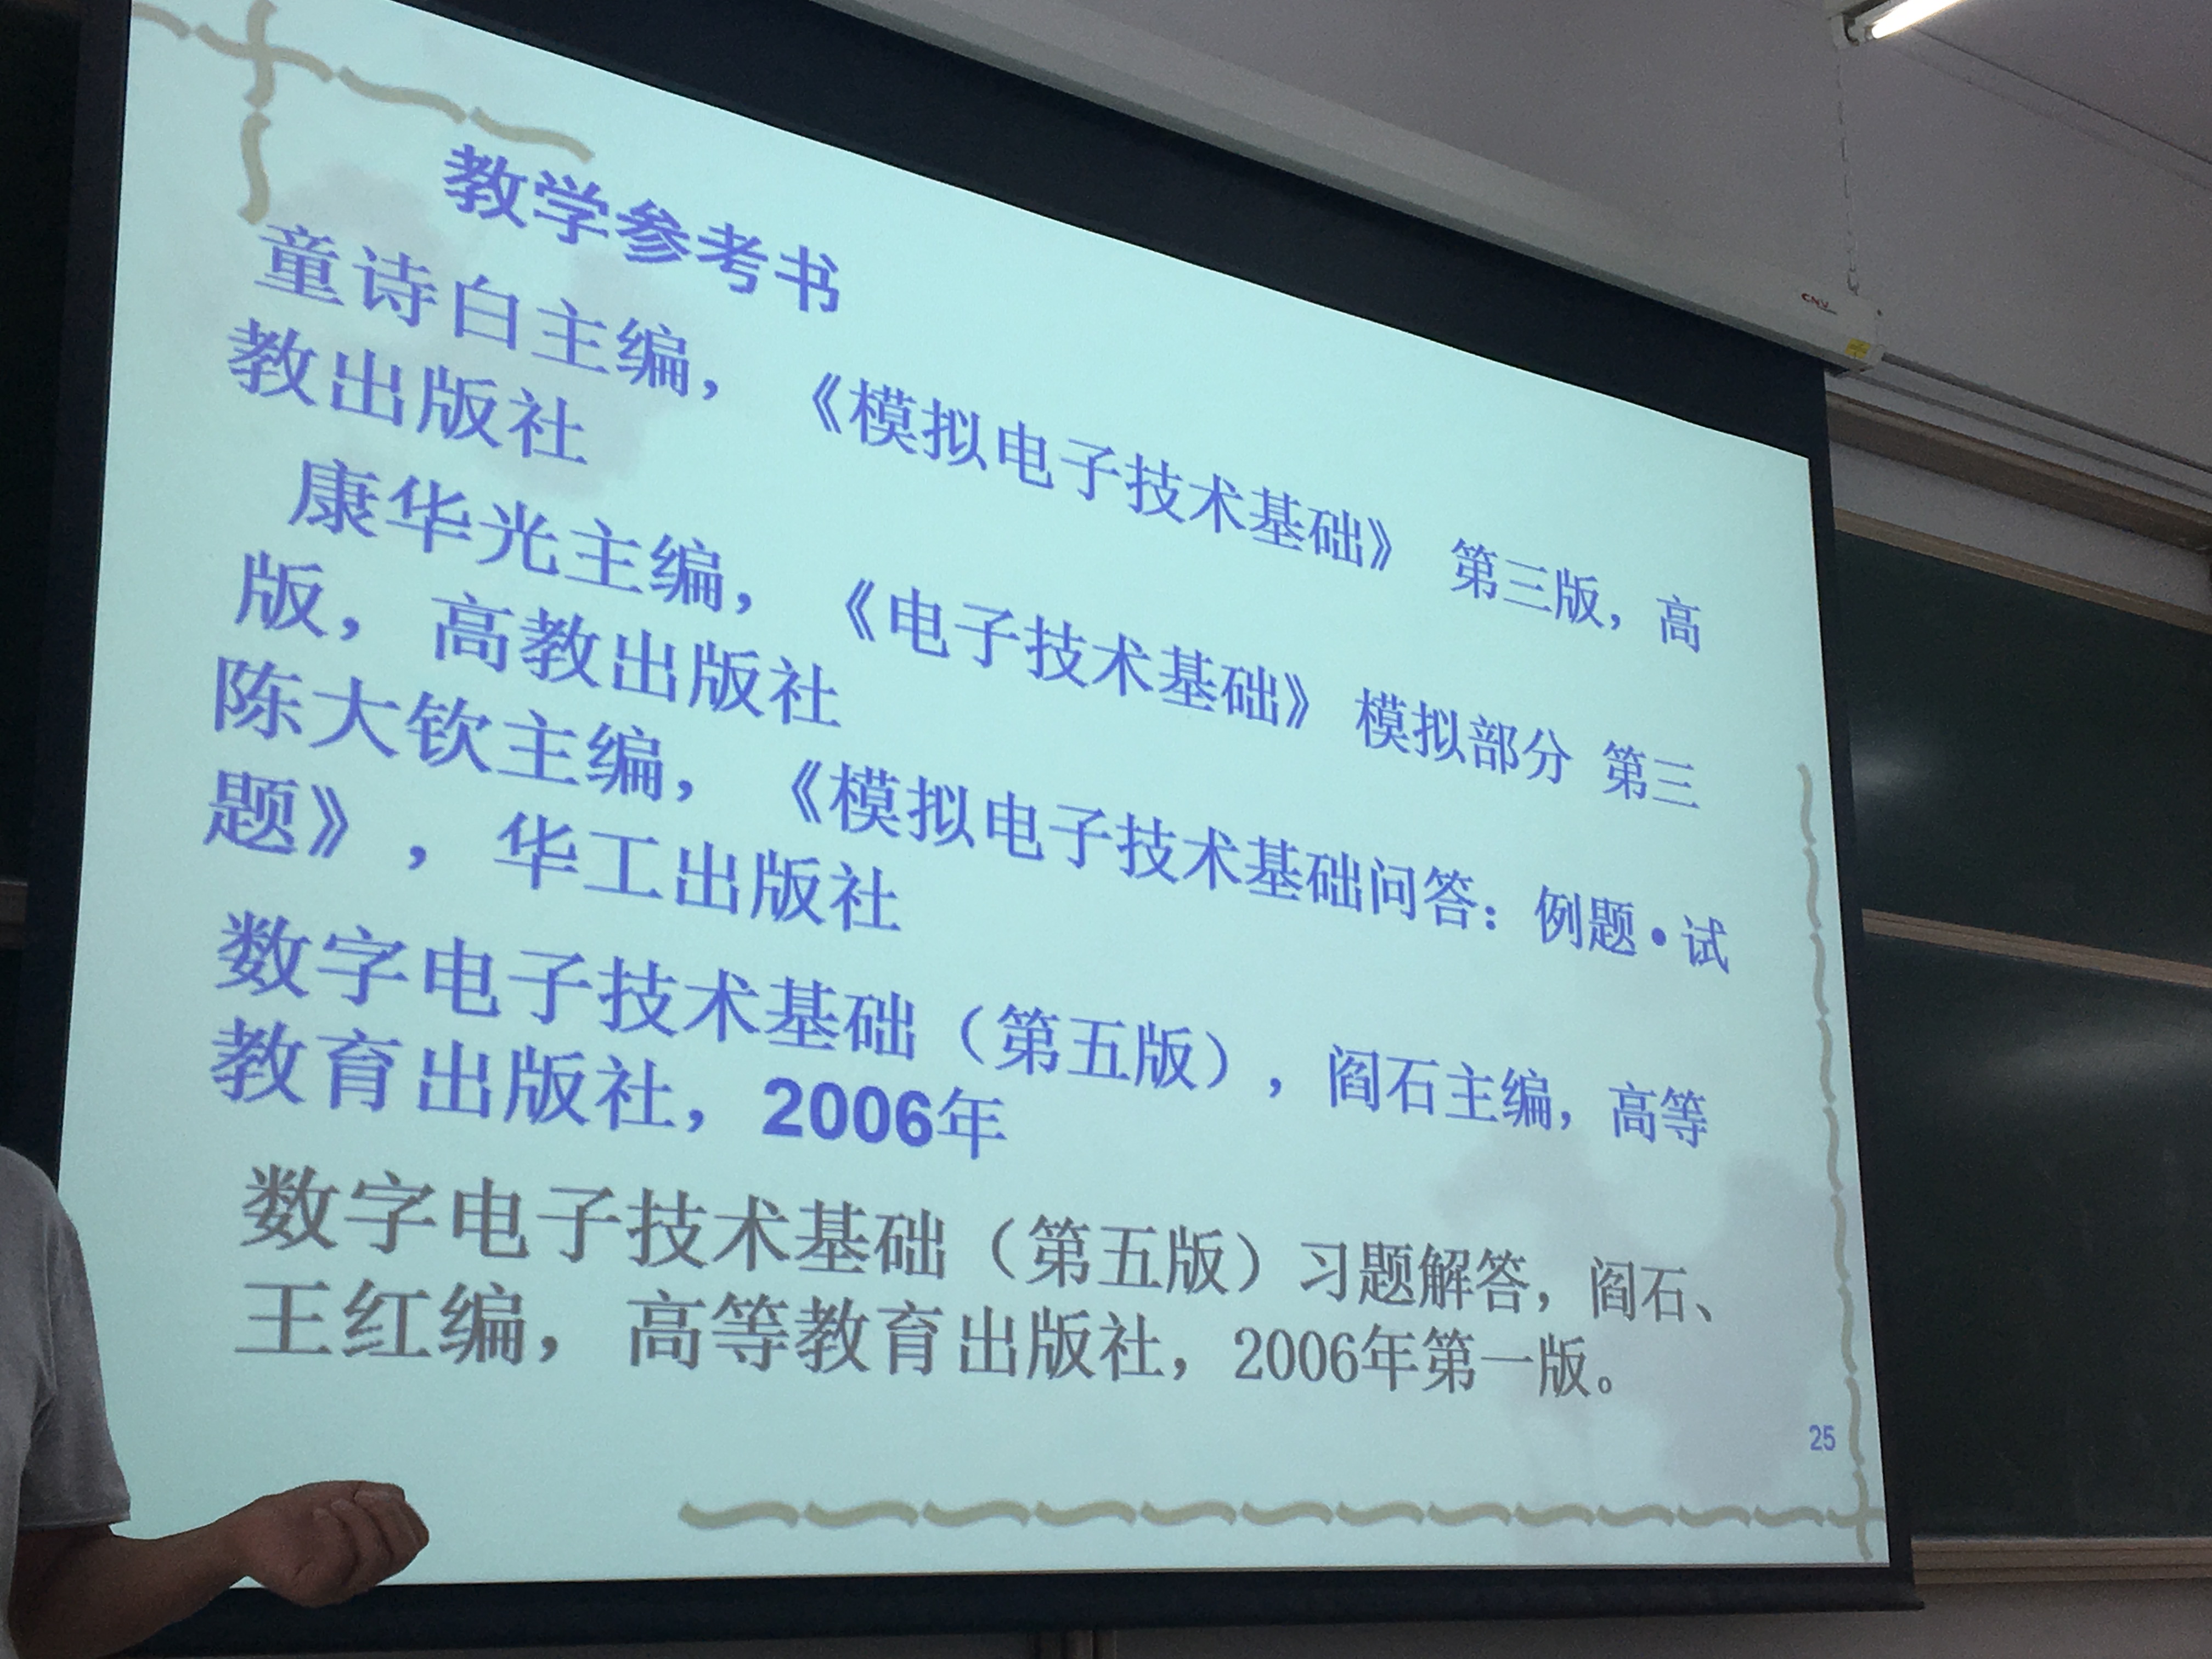 教学参考书
童诗白主编，《模拟电子技术基础》 第三版，高
教出版社
康华光主编，《电子技术基础》模拟部分 第三
版，高教出版社
陈大钦主编，《模拟电子技术基础问答：例题•试
题》，华工出版社
数字电子技术基础（第五版），阎石主编，高等
教育出版社，2006年
数字电子技术基础（第五版）习题解答，阎石、
王红编，高等教育出版社，2006年第一版。
25
CNV